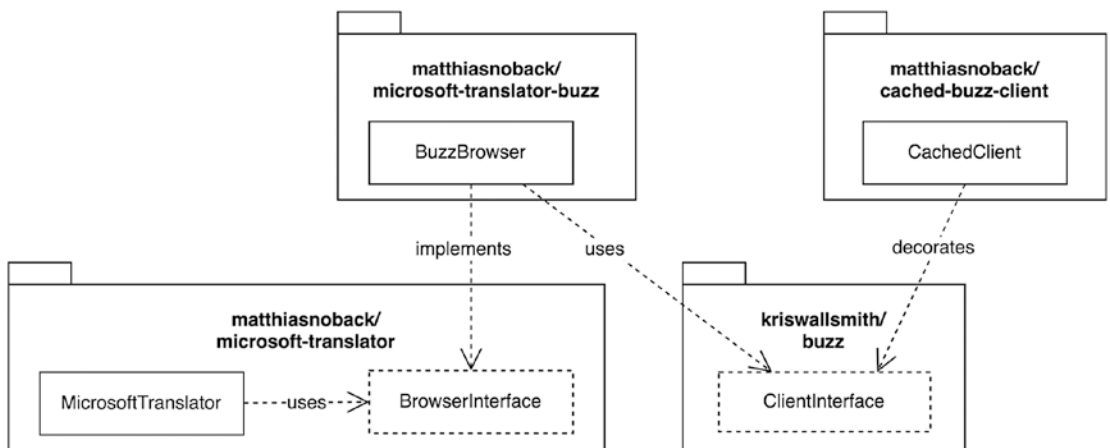 matthiasnoback/
microsoft-translator-buzz
BuzzBrowser
matthiasnoback/
cached-buzz-client
CachedClient
implements
uses
decorates
matthiasnoback/
microsoft-translator
MicrosoftTranslator
uses
BrowserInterface
kriswallsmith/
buzz
ClientInterface